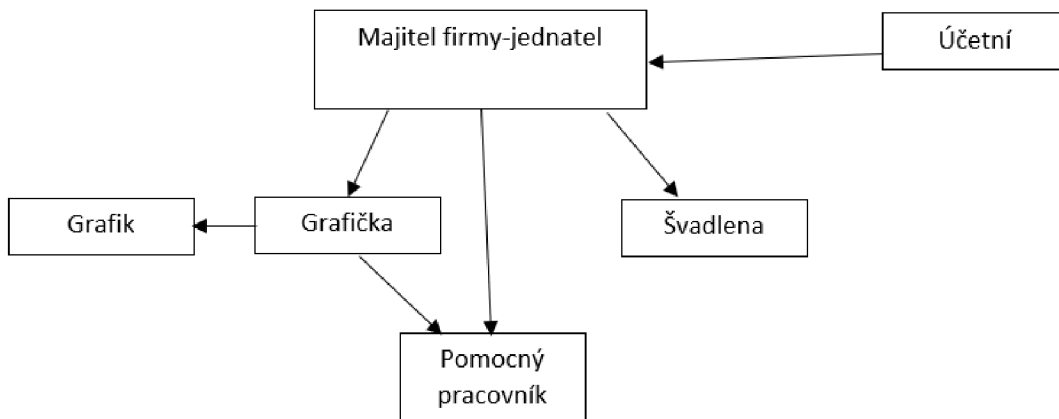 Majitel firmy-jednatel
Účetní
Grafik
Grafička
Švadlena
Pomocný
pracovník